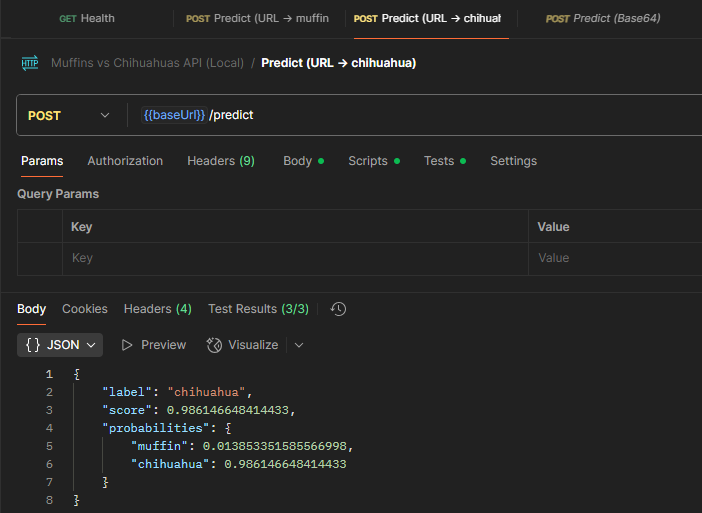 GET Health POST Predict (URL → muffin POST Predict (URL → chihual POST Predict (Base64)
HTTP Muffins vs Chihuahuas API (Local) / Predict (URL → chihuahua)
POST {{baseUrl}} /predict
Params Authorization Headers (9) Body Scripts Tests Settings
Query Params
Key Value
Key Value
Body Cookies Headers (4) Test Results (3/3)
{} JSON Preview Visualize
1 {
2 "label": "chihuahua",
3 "score": 0.986146648414433,
4 "probabilities": {
5 "muffin": 0.013853351585566998,
6 "chihuahua": 0.986146648414433
7 }
8 }